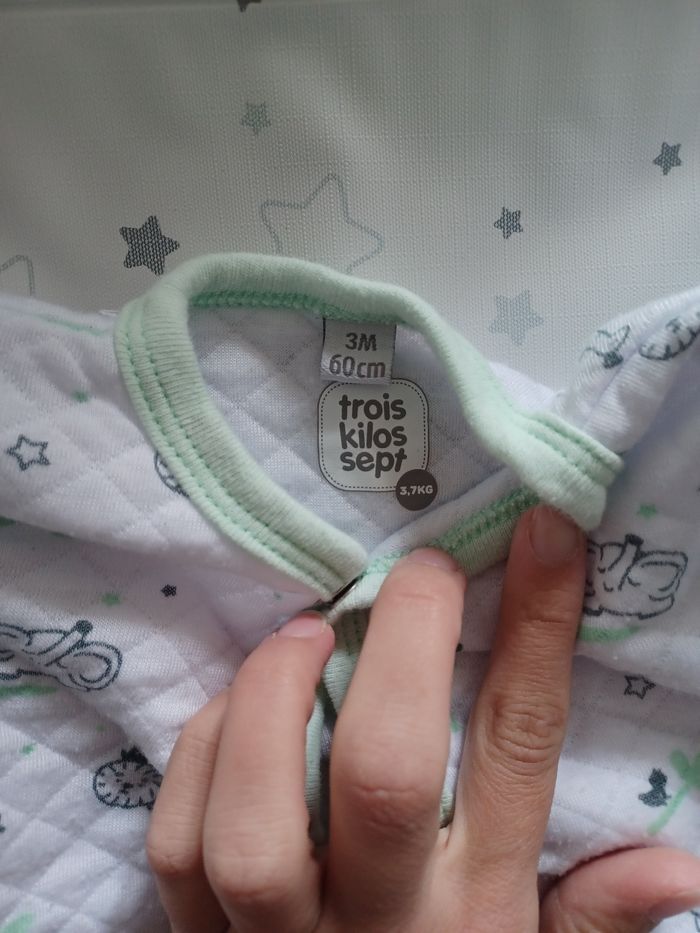 3M
60cm
trois
kilos
sept
3,7KG